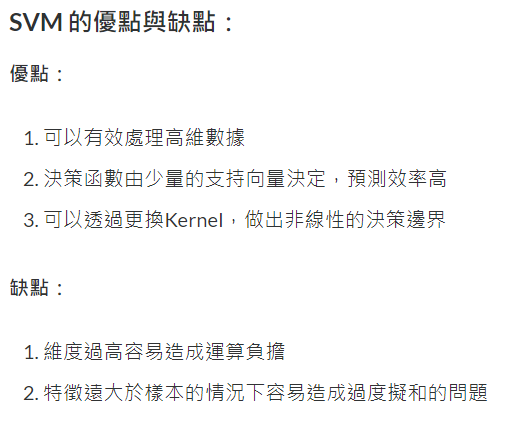 SVM 的優點與缺點：
優點：
1. 可以有效處理高維數據
2. 決策函數由少量的支持向量決定，預測效率高
3. 可以透過更換Kernel，做出非線性的決策邊界
缺點：
1. 維度過高容易造成運算負擔
2. 特徵遠大於樣本的情況下容易造成過度擬和的問題